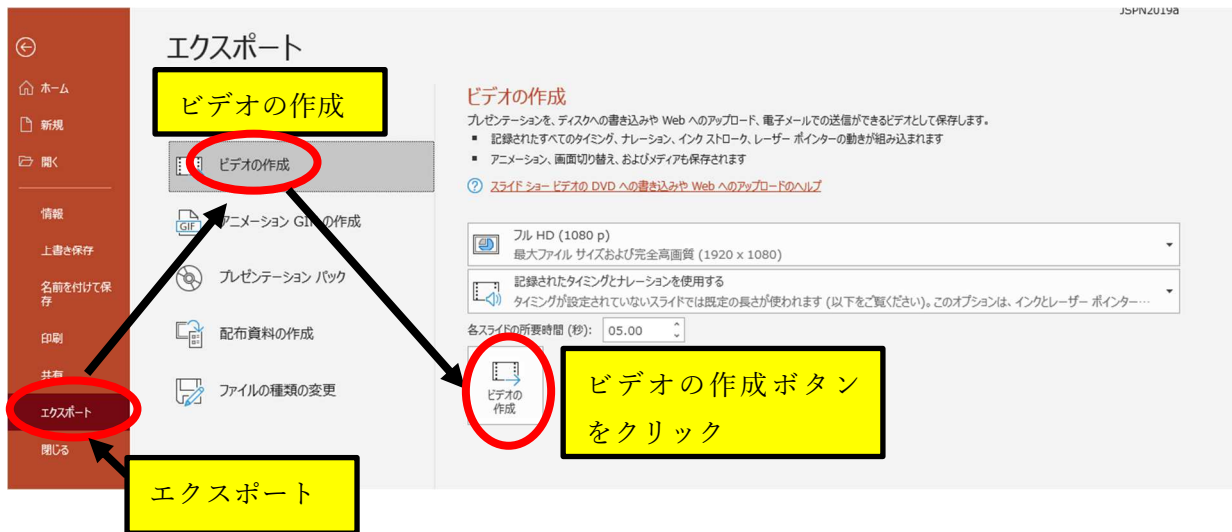 JSPN2019a
エクスポート
ホーム
新規
開く
情報
上書き保存
名前を付けて保
存
印刷
共有
エクスポート
閉じる
エクスポート
ビデオの作成
ビデオの作成
アニメーション GIF の作成
GIF
プレゼンテーション パック
配布資料の作成
ファイルの種類の変更
ビデオの作成
プレゼンテーションを、ディスクへの書き込みや Web へのアップロード、電子メールでの送信ができるビデオとして保存します。
▪ 記録されたすべてのタイミング、ナレーション、インク ストローク、レーザー ポインターの動きが組み込まれます
▪ アニメーション、画面切り替え、およびメディアも保存されます
? スライド ショー ビデオの DVD への書き込みや Web へのアップロードのヘルプ
フル HD (1080 p)
最大ファイル サイズおよび完全高画質 (1920 x 1080)
記録されたタイミングとナレーションを使用する
タイミングが設定されていないスライドでは既定の長さが使われます (以下をご覧ください)。このオプションは、インクとレーザー ポインター…
各スライドの所要時間 (秒): 05.00
ビデオの
作成
ビデオの作成ボタン
をクリック